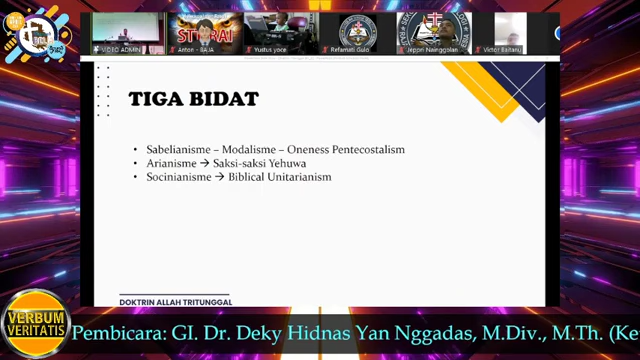 VIDEO ADMIN
Anton - BAJA
Yustus yoce
Refamati Gulo
Jeppri Nainggolan
Victor Baitanu
TIGA BIDAT
• Sabelianisme – Modalisme – Oneness Pentecostalism
• Arianisme → Saksi-saksi Yehuwa
• Socinianisme → Biblical Unitarianism
DOKTRIN ALLAH TRITUNGGAL
VERBUM
VERITATIS
Pembicara: GI. Dr. Deky Hidnas Yan Nggadas, M.Div., M.Th. (Ke